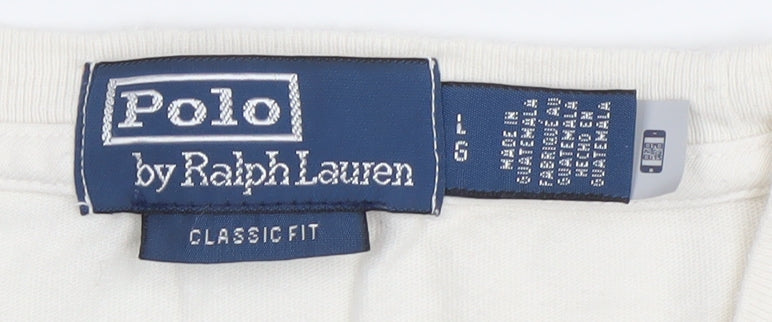 Polo
by Ralph Lauren
CLASSIC FIT
L
G
MADE IN
GUATEMALA
FABRIQUÉ AU
GUATEMALA
HECHO EN
GUATEMALA